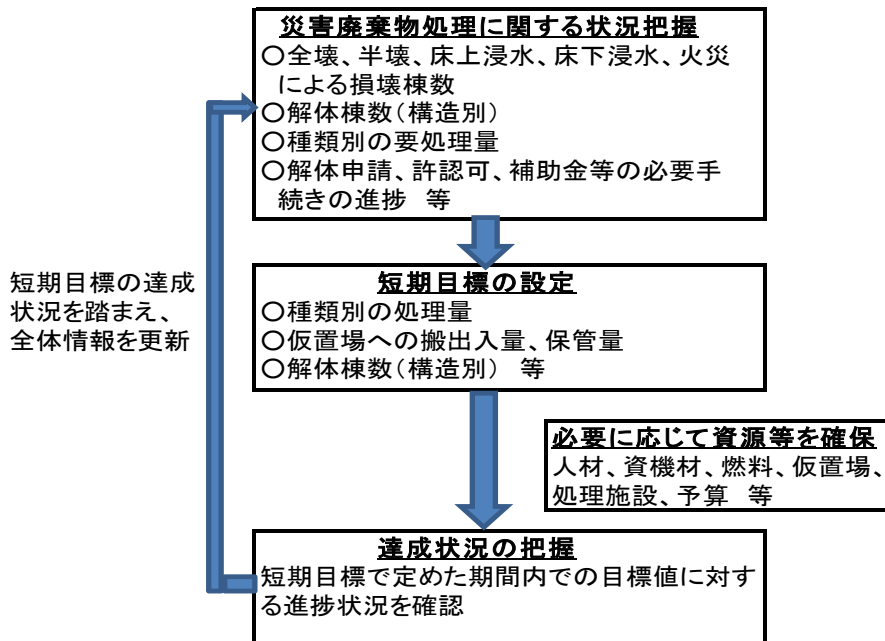 災害廃棄物処理に関する状況把握
○全壊、半壊、床上浸水、床下浸水、火災
による損壊棟数
○解体棟数(構造別)
○種類別の要処理量
○解体申請、許認可、補助金等の必要手
続きの進捗　等
短期目標の達成
状況を踏まえ、
全体情報を更新
短期目標の設定
○種類別の処理量
○仮置場への搬出入量、保管量
○解体棟数(構造別)　等
必要に応じて資源等を確保
人材、資機材、燃料、仮置場、
処理施設、予算　等
達成状況の把握
短期目標で定めた期間内での目標値に対す
る進捗状況を確認